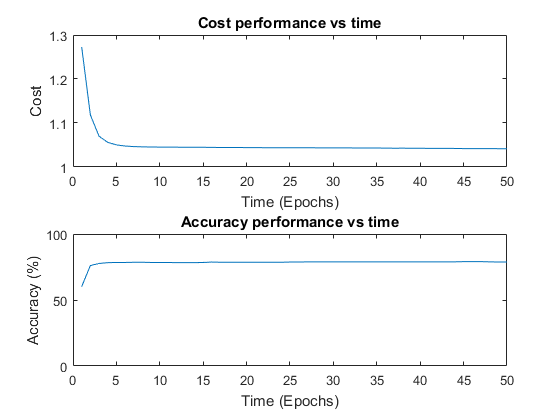 Cost performance vs time
1.3
1.2
1.1
1
Cost
0 5 10 15 20 25 30 35 40 45 50
Time (Epochs)
Accuracy performance vs time
100
50
0
Accuracy (%)
0 5 10 15 20 25 30 35 40 45 50
Time (Epochs)